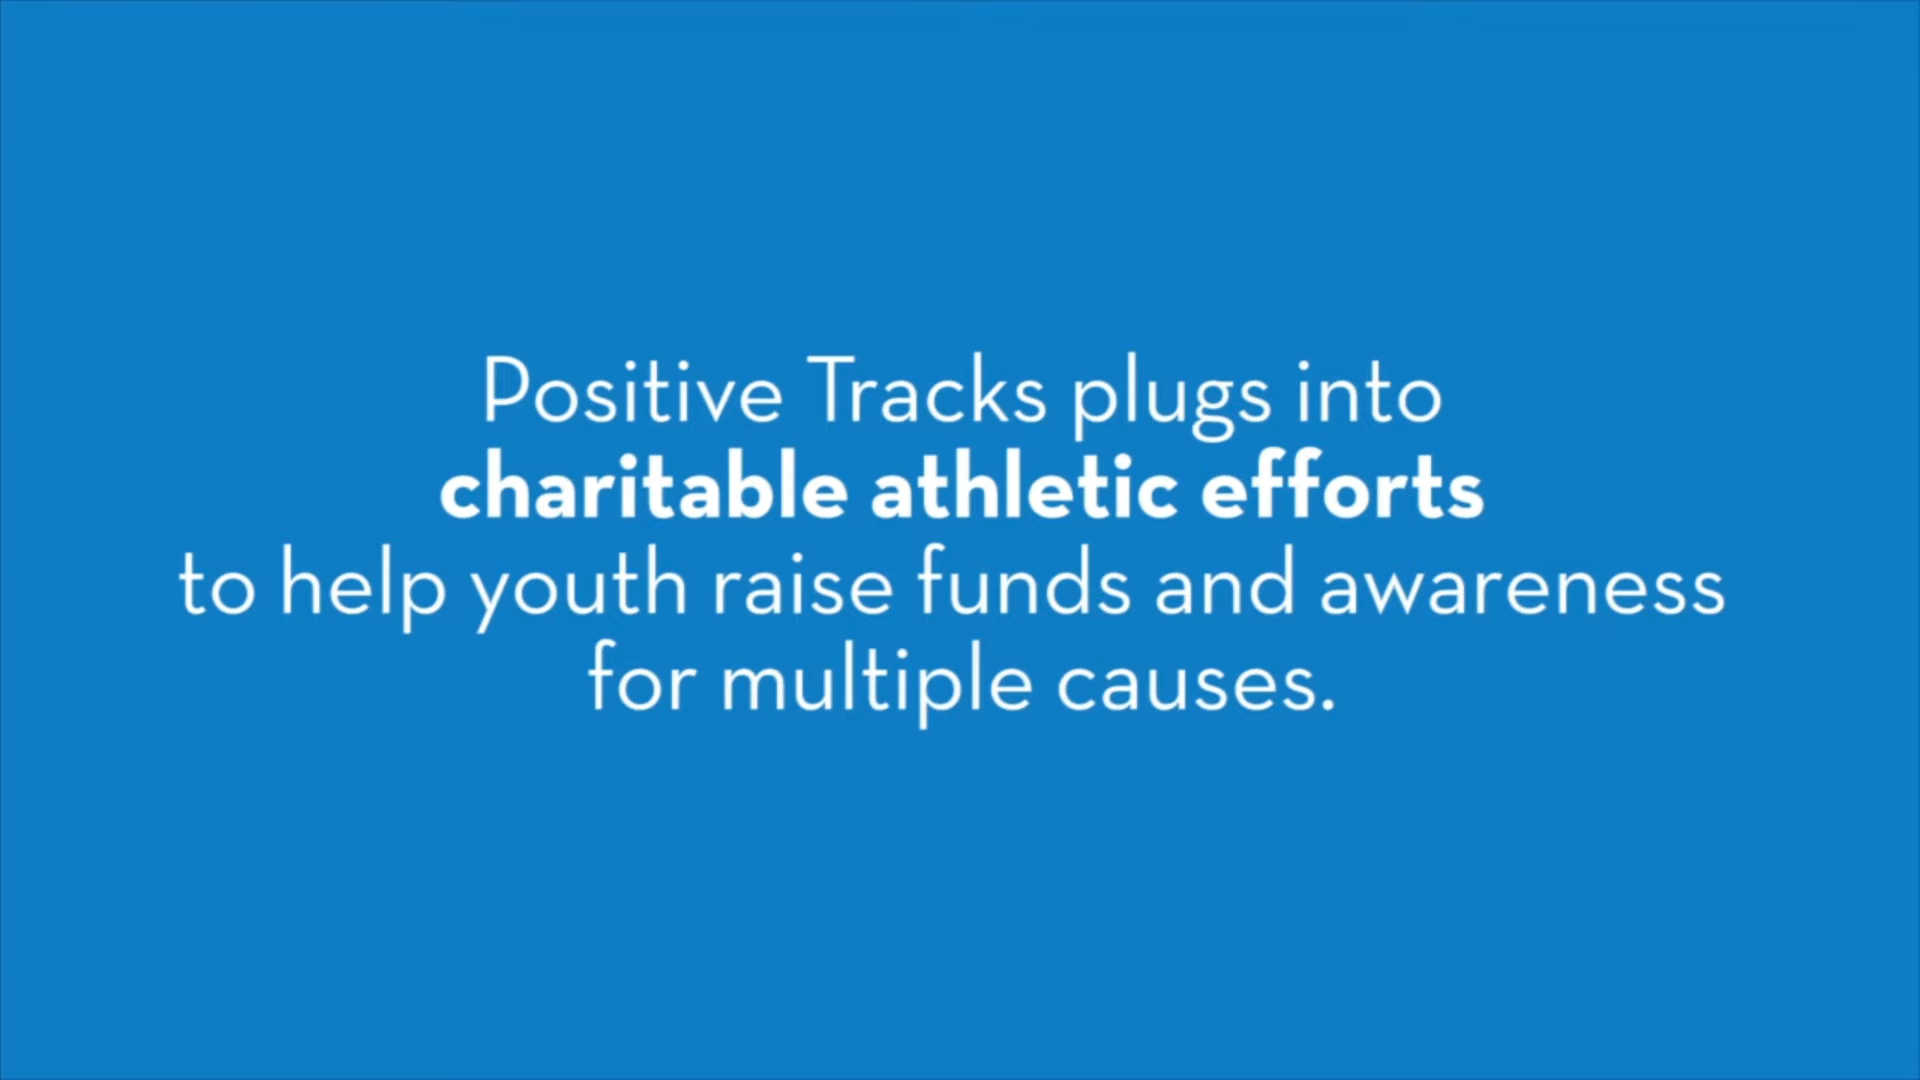 Positive Tracks plugs into
charitable athletic efforts
to help youth raise funds and awareness
for multiple causes.